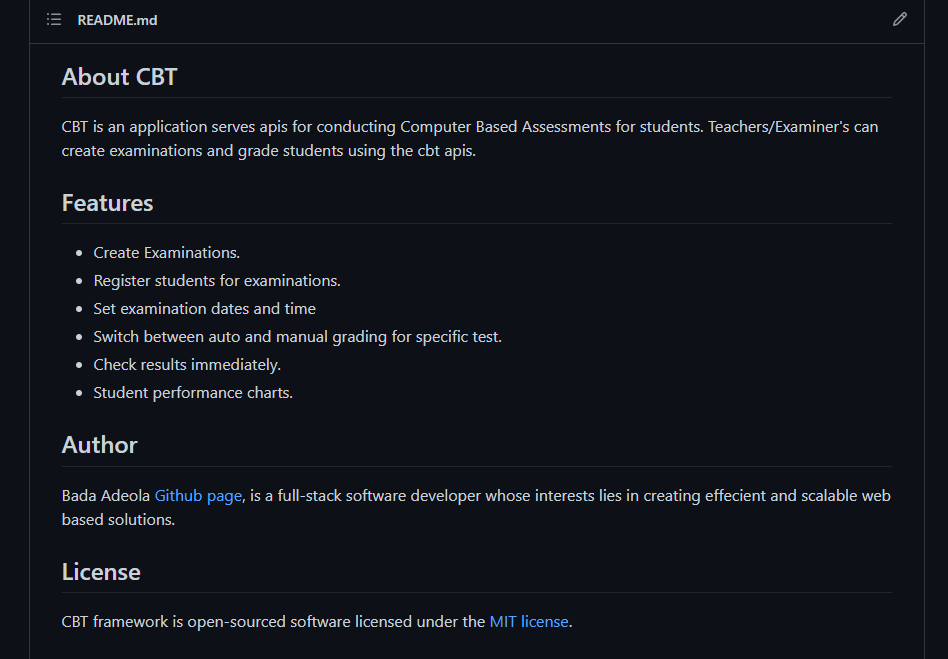 README.md
About CBT
CBT is an application serves apis for conducting Computer Based Assessments for students. Teachers/Examiner's can
create examinations and grade students using the cbt apis.
Features
Create Examinations.
Register students for examinations.
Set examination dates and time
Switch between auto and manual grading for specific test.
Check results immediately.
Student performance charts.
Author
Bada Adeola Github page, is a full-stack software developer whose interests lies in creating effecient and scalable web
based solutions.
License
CBT framework is open-sourced software licensed under the MIT license.